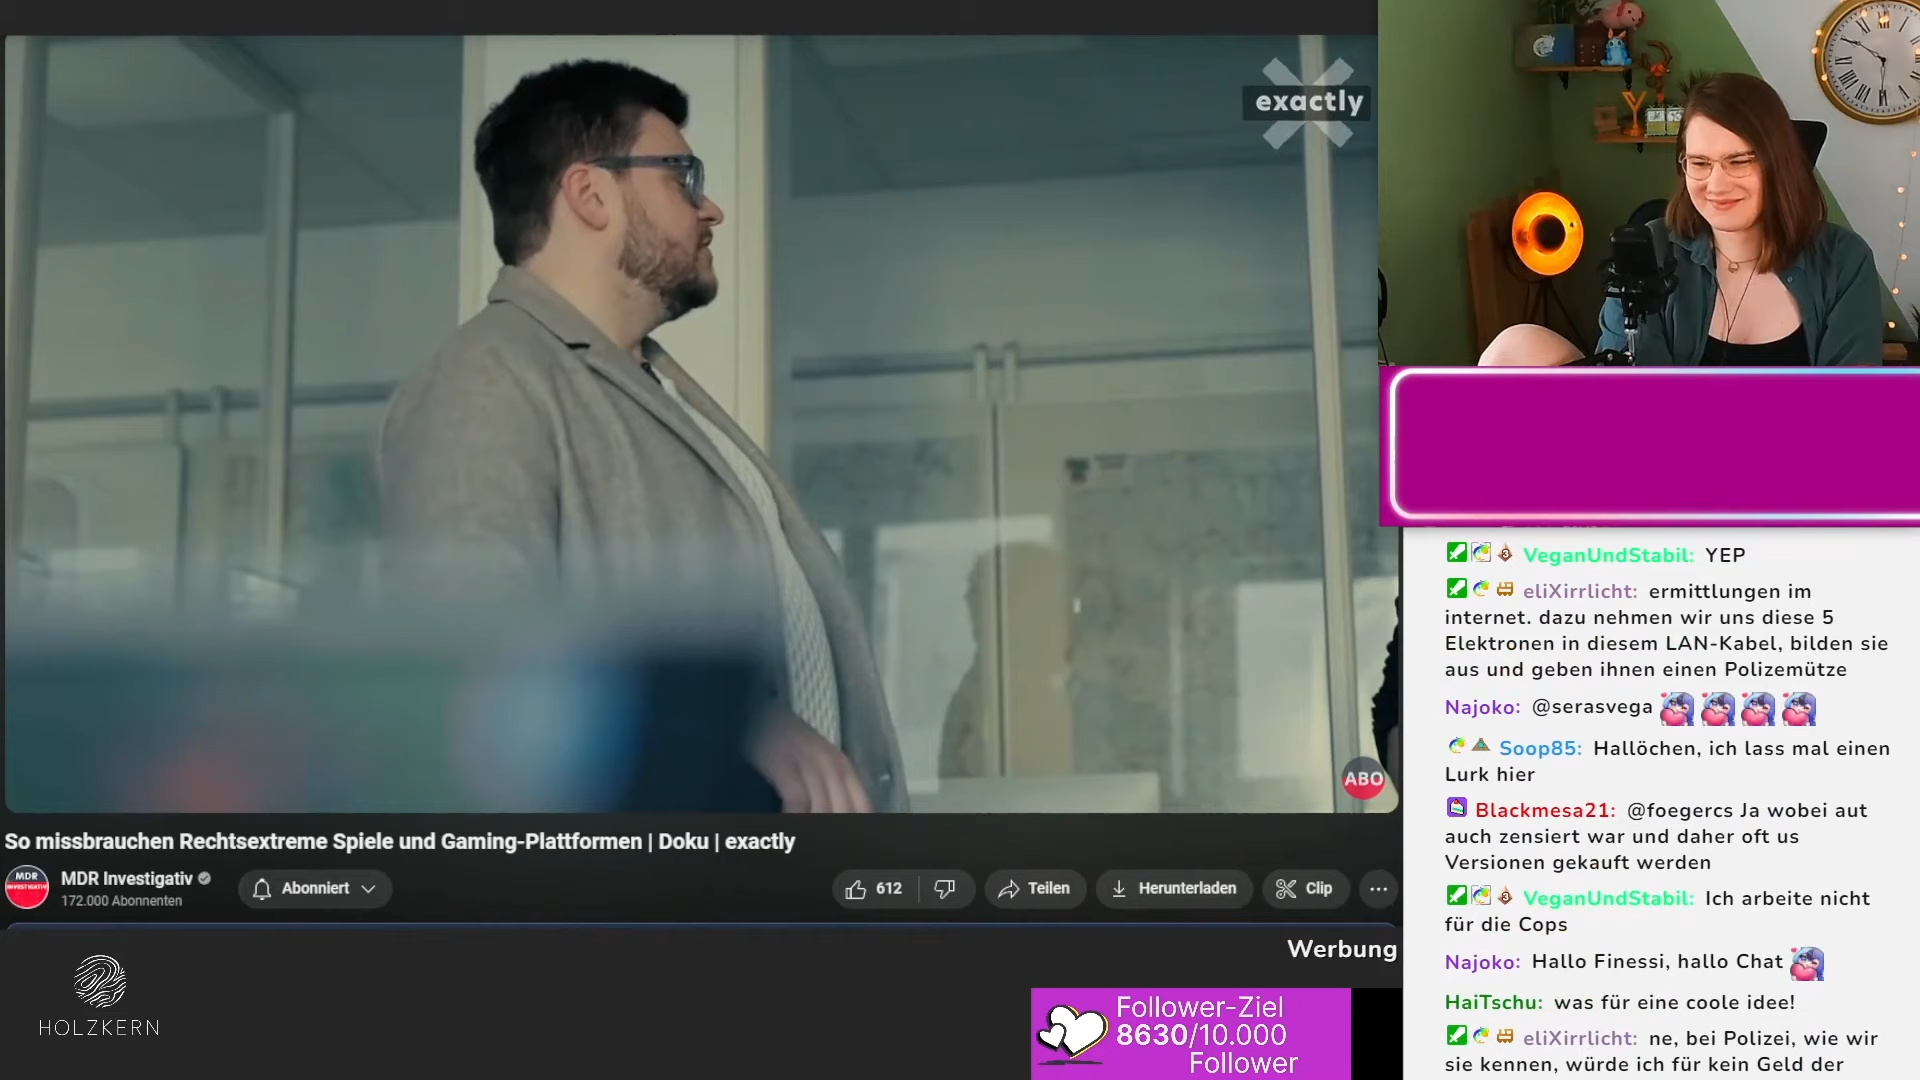 exactly
ABO
So missbrauchen Rechtsextreme Spiele und Gaming-Plattformen | Doku | exactly
MDR
INVESTIGATIV
MDR Investigativ
172.000 Abonnenten
Abonniert
612
Teilen
Herunterladen
Clip
Werbung
HOLZKERN
Follower-Ziel
8630/10.000
Follower
VeganUndStabil: YEP
eliXirrlicht: ermittlungen im
internet. dazu nehmen wir uns diese 5
Elektronen in diesem LAN-Kabel, bilden sie
aus und geben ihnen einen Polizemütze
Najoko: @serasvega
Soop85: Hallöchen, ich lass mal einen
Lurk hier
Blackmesa21: @foegercs Ja wobei aut
auch zensiert war und daher oft us
Versionen gekauft werden
VeganUndStabil: Ich arbeite nicht
für die Cops
Najoko: Hallo Finessi, hallo Chat
HaiTschu: was für eine coole idee!
eliXirrlicht: ne, bei Polizei, wie wir
sie kennen, würde ich für kein Geld der